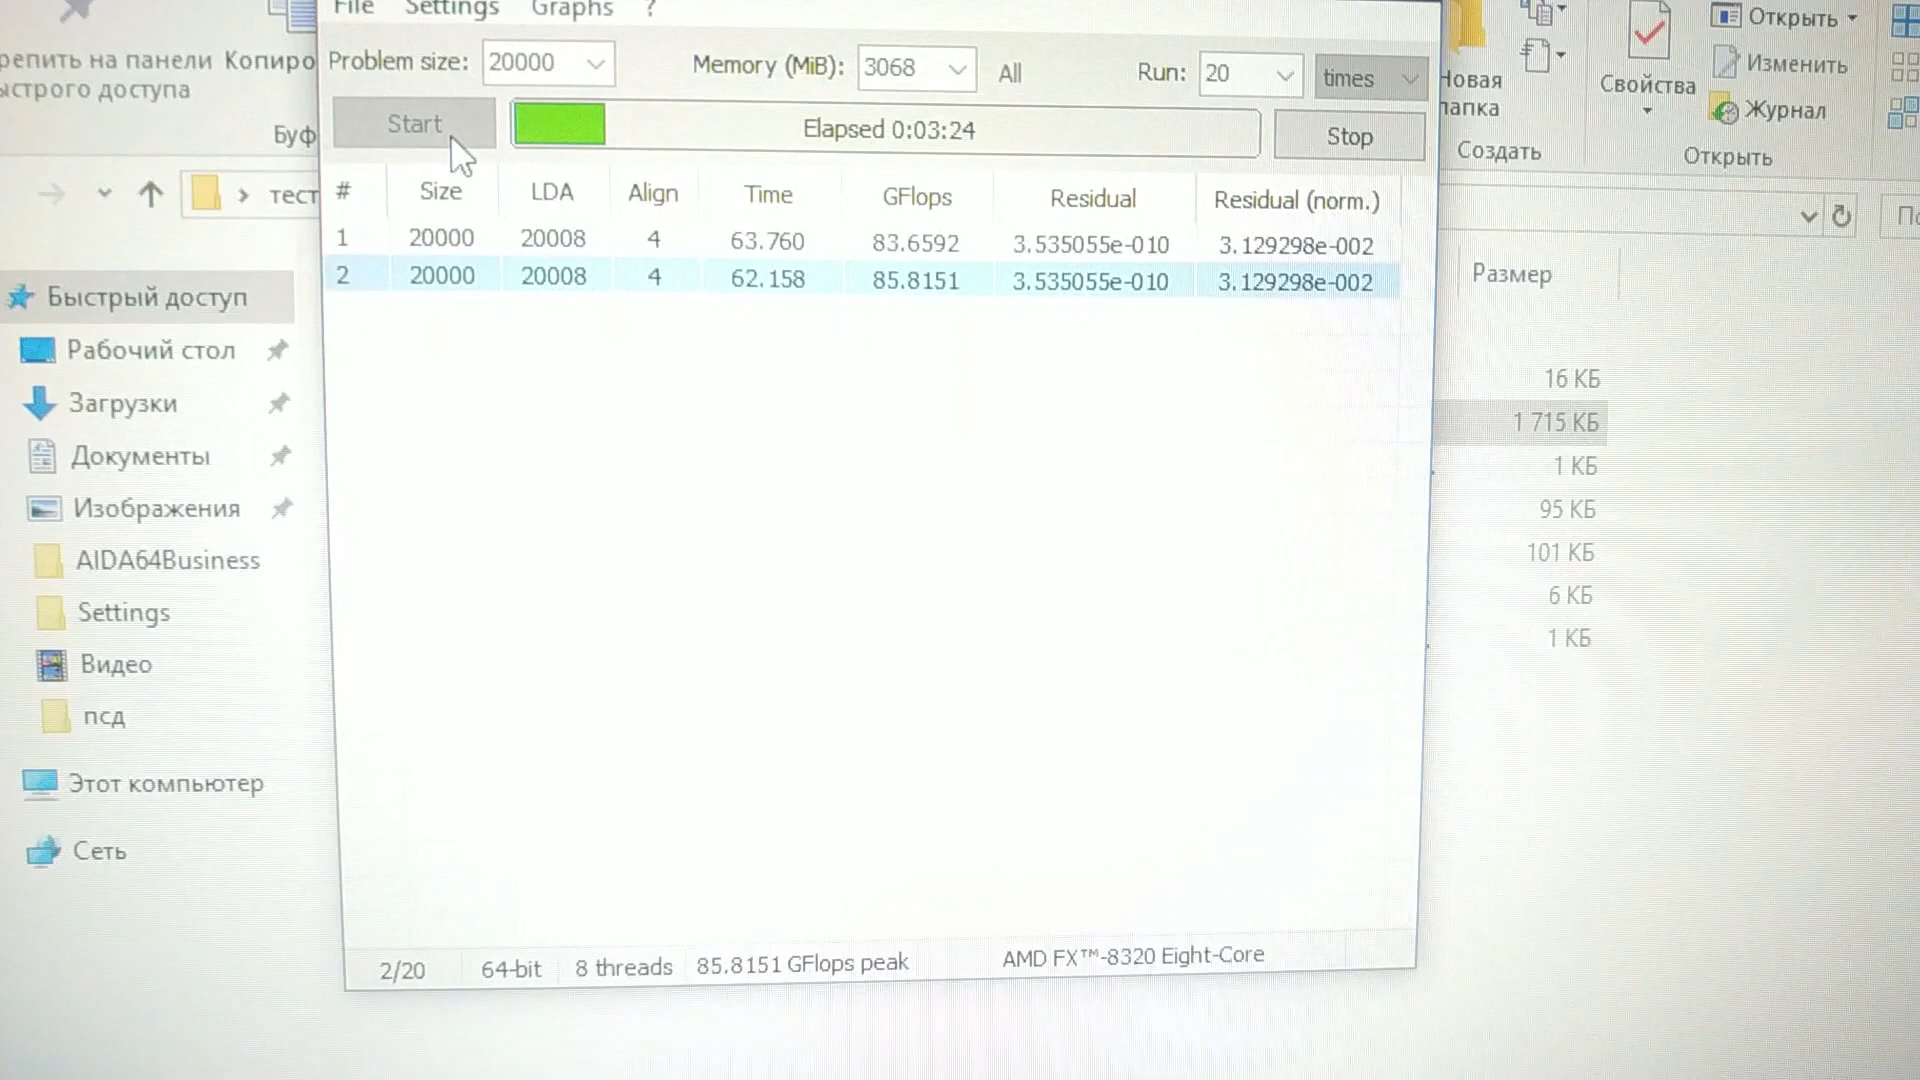 File Settings Graphs ?
Problem size: 20000 Memory (MiB): 3068 All Run: 20 times
Start Elapsed 0:03:24 Stop
# Size LDA Align Time GFlops Residual Residual (norm.)
1 20000 20008 4 63.760 83.6592 3.535055e-010 3.129298e-002
2 20000 20008 4 62.158 85.8151 3.535055e-010 3.129298e-002
2/20 64-bit 8 threads 85.8151 GFlops peak AMD FX™-8320 Eight-Core
репить на панели Копиро
ыстрого доступа
Буф
тест
Быстрый доступ
Рабочий стол
Загрузки
Документы
Изображения
AIDA64Business
Settings
Видео
псд
Этот компьютер
Сеть
Новая
папка
Создать
Свойства
Открыть
Изменить
Журнал
Открыть
По
Размер
16 КБ
1 715 КБ
1 КБ
95 КБ
101 КБ
6 КБ
1 КБ